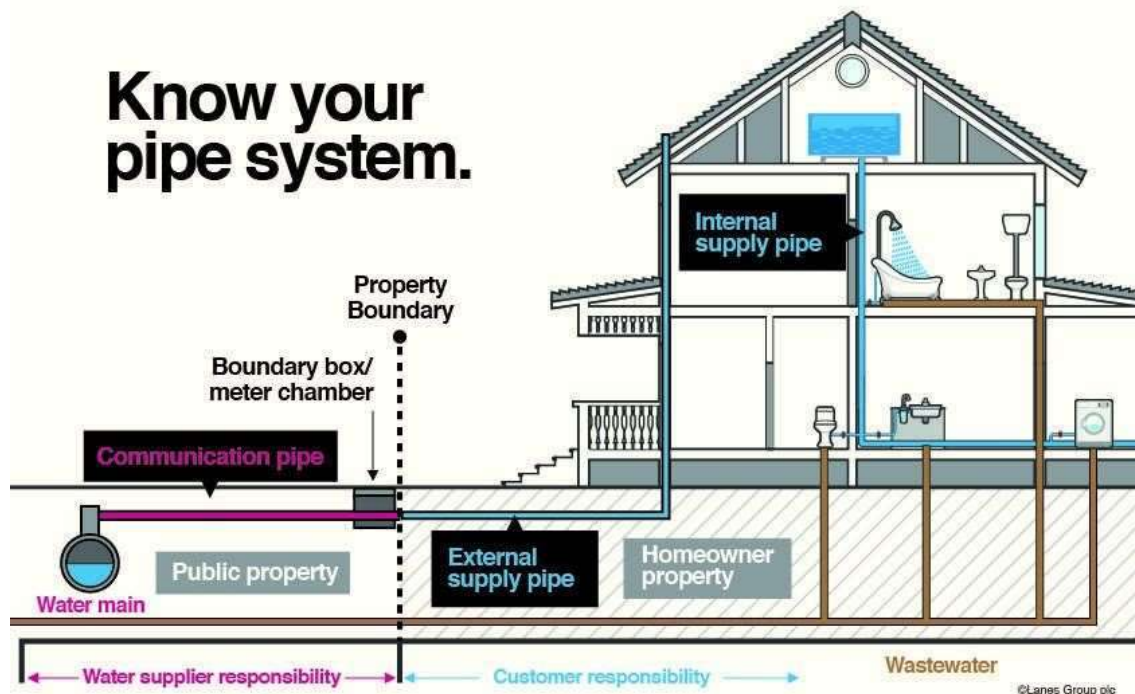 Know your
pipe system.
Internal
supply pipe
Property
Boundary
Boundary box/
meter chamber
Communication pipe
External
supply pipe
Homeowner
property
Public property
Water main
Water supplier responsibility
Customer responsibility
Wastewater
©Lanes Group plc